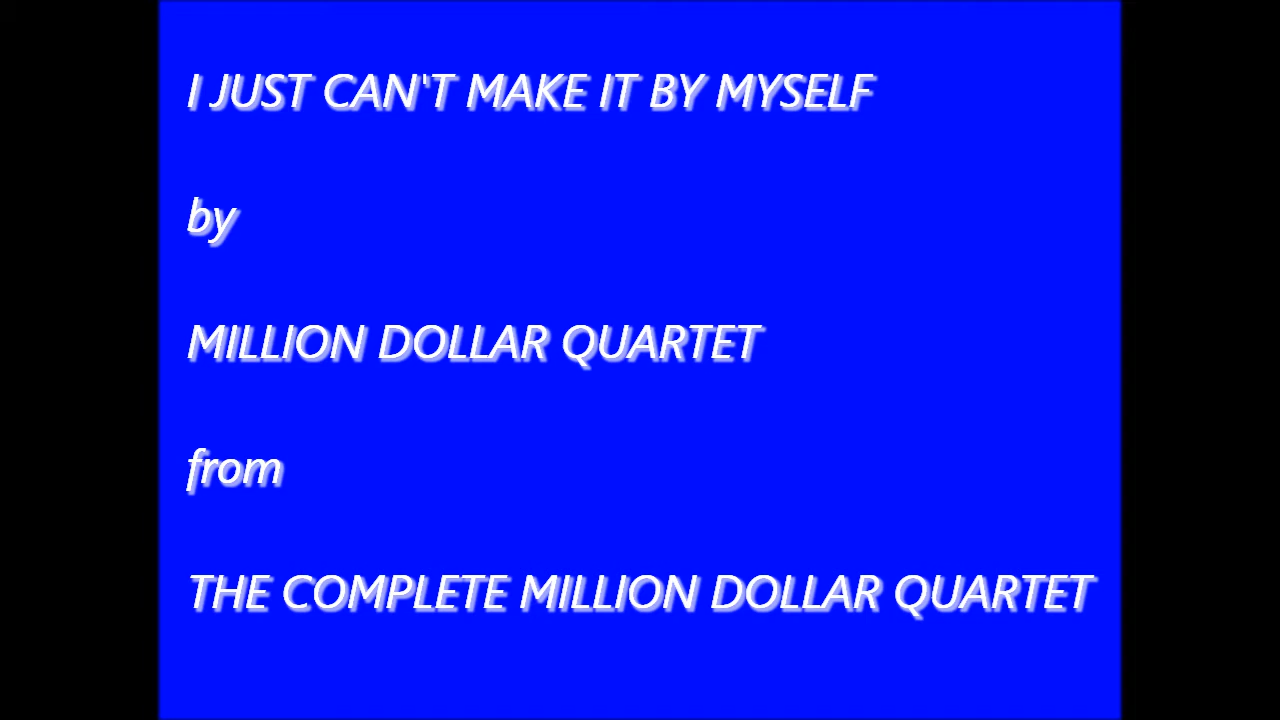 I JUST CAN'T MAKE IT BY MYSELF
by
MILLION DOLLAR QUARTET
from
THE COMPLETE MILLION DOLLAR QUARTET